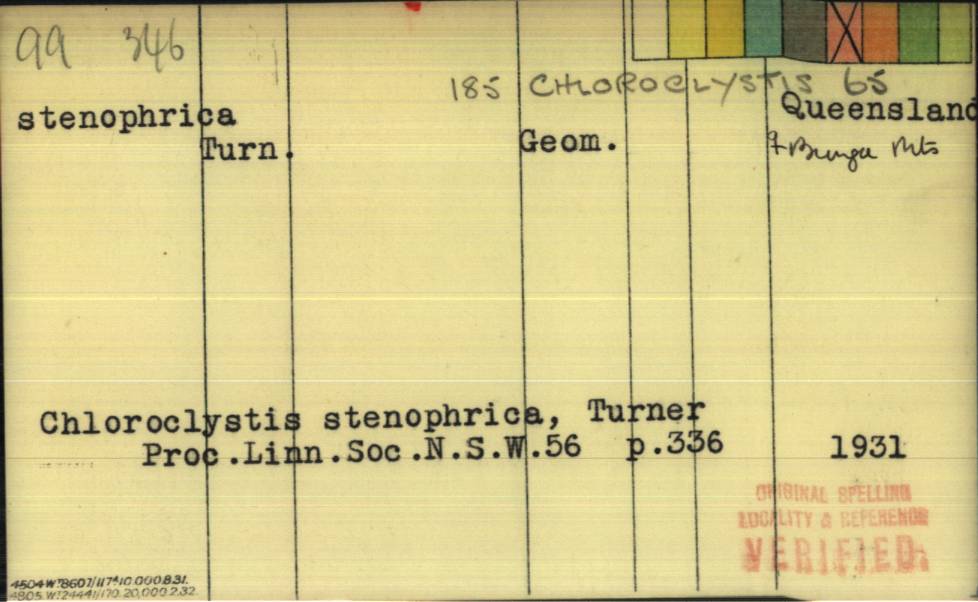 99 346
185 CHLOROCLYSTIS 65
stenophrica
Turn.
Geom.
Queensland
Bunya Mts
Chloroclystis stenophrica, Turner
Proc.Linn.Soc.N.S.W.56 p.336 1931
ORIGINAL SPELLING
LOCALITY & REFERENCE
VERIFIED.
4504 W! 8607/1174 10.000.8.31.
4805. W! 24441/170. 20,000.2.32.